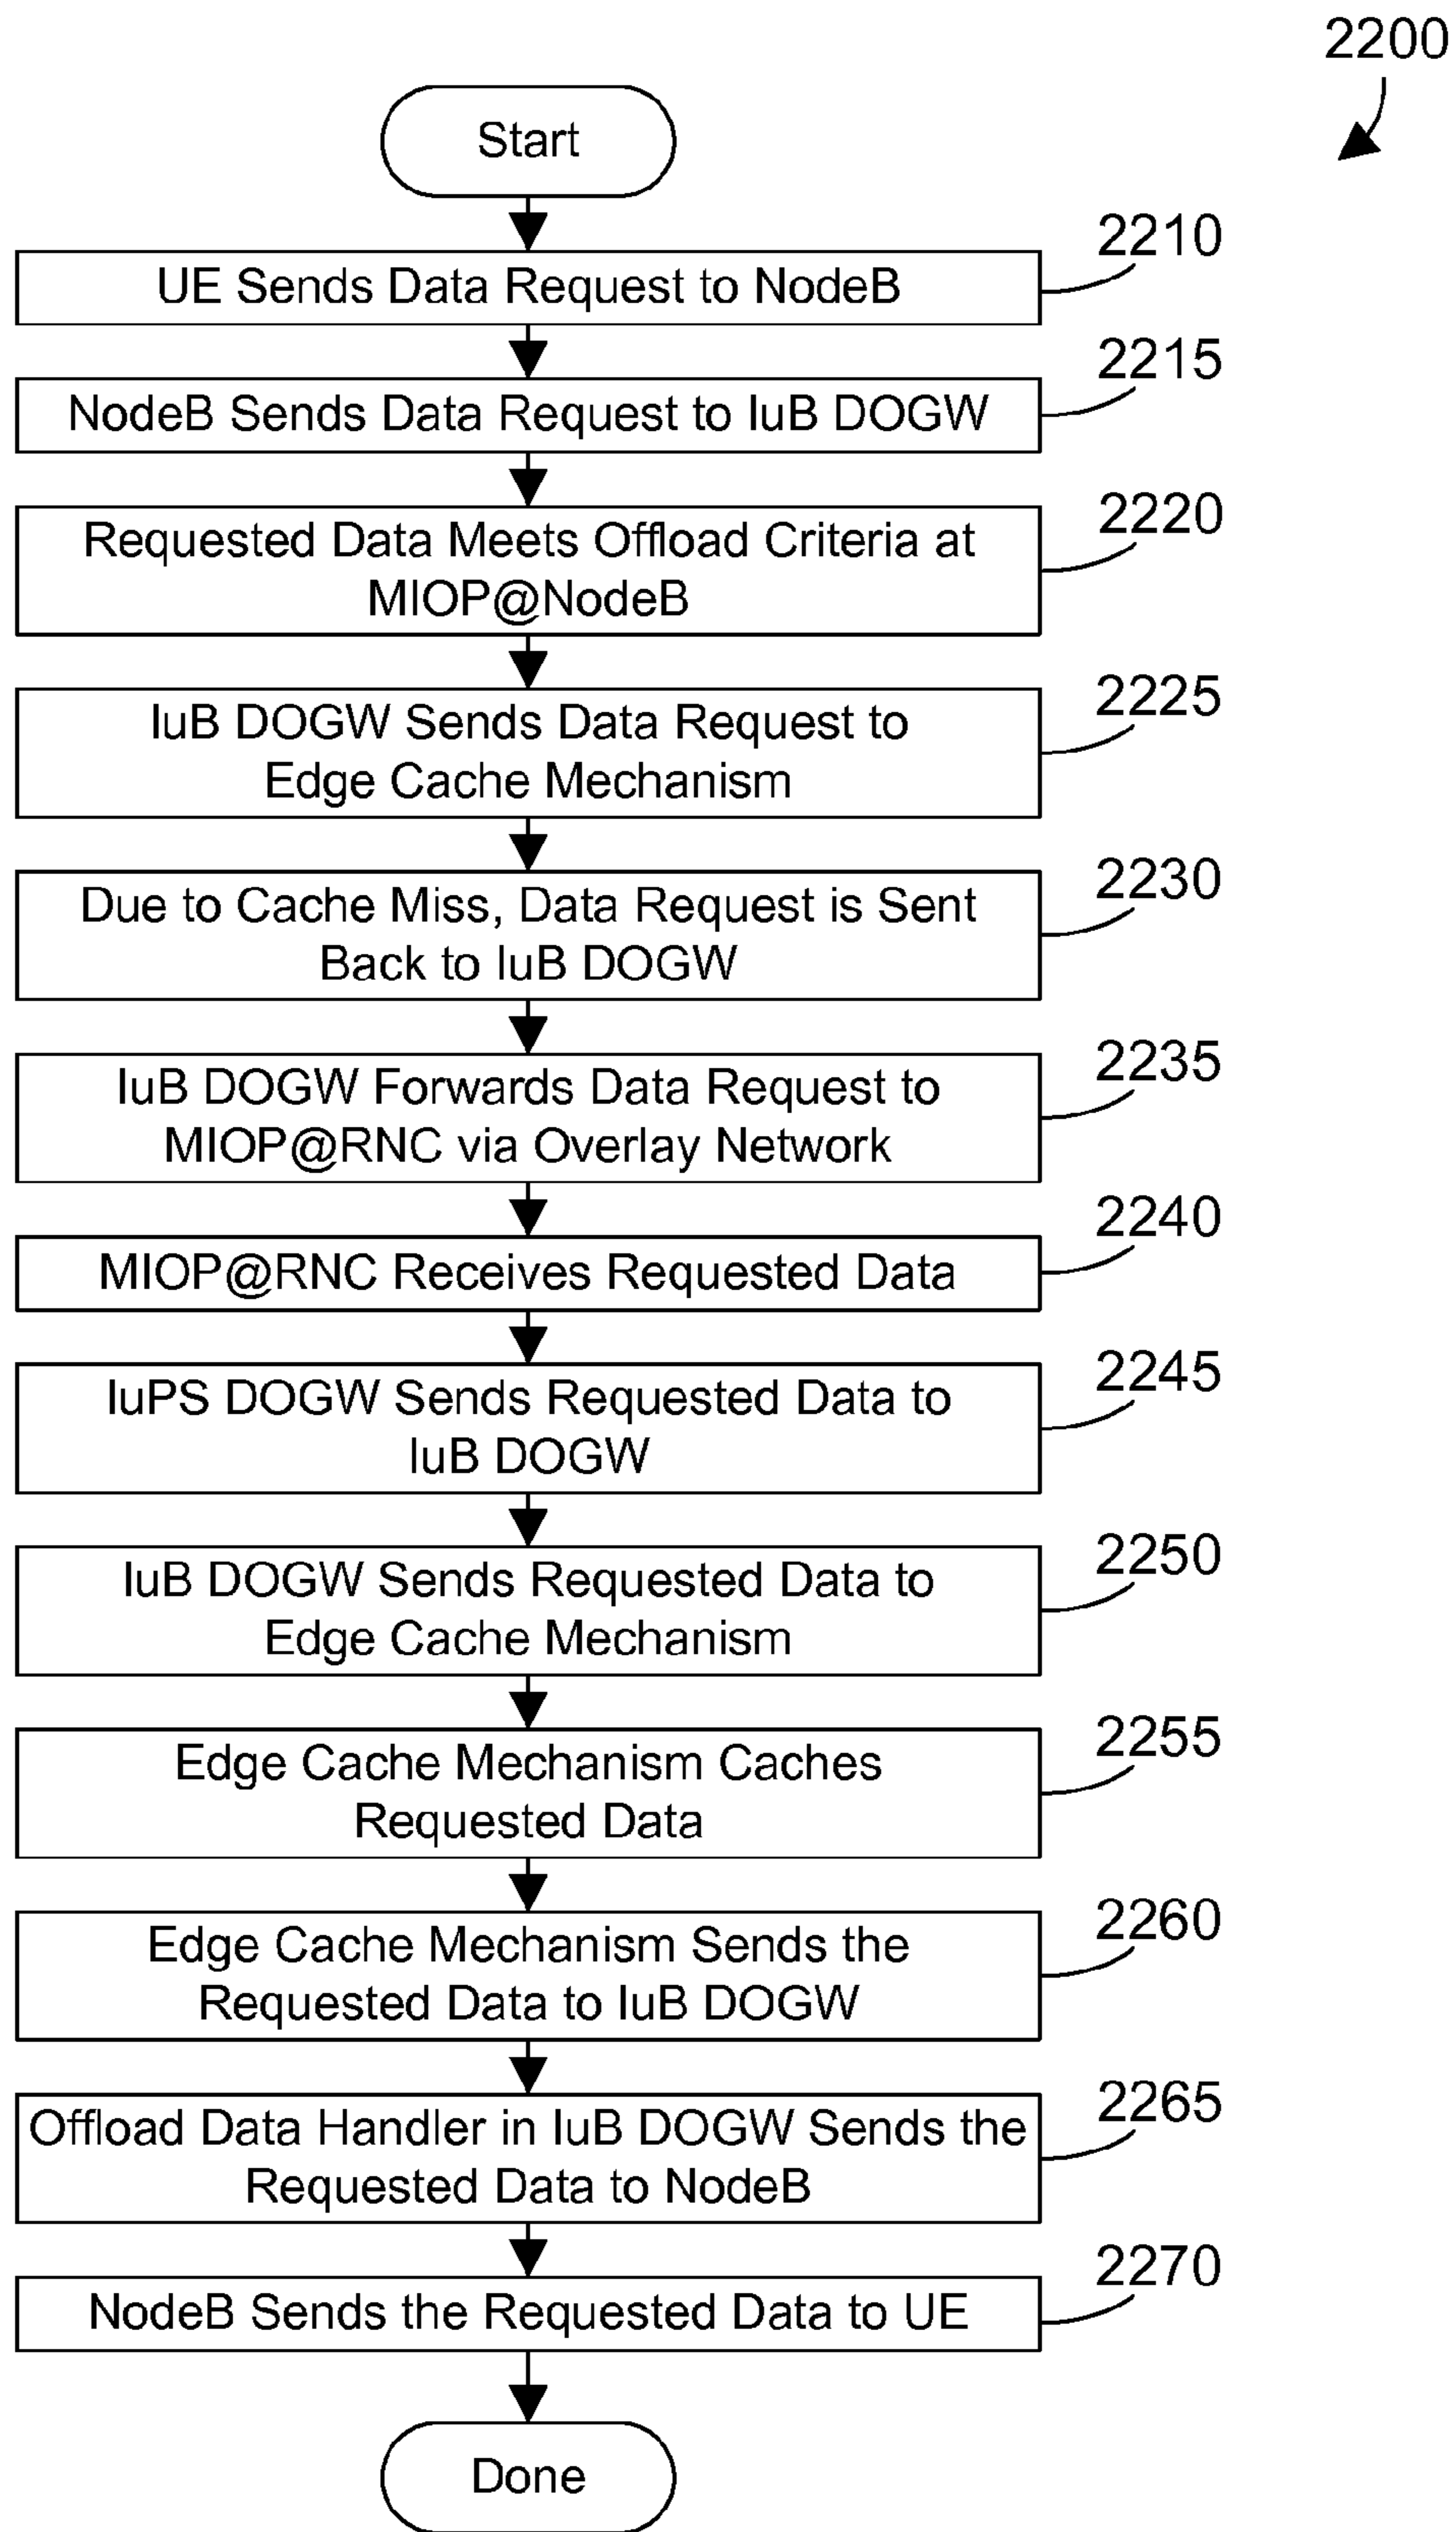 2200
Start
2210
UE Sends Data Request to NodeB
2215
NodeB Sends Data Request to IuB DOGW
2220
Requested Data Meets Offload Criteria at
MIOP@NodeB
2225
IuB DOGW Sends Data Request to
Edge Cache Mechanism
2230
Due to Cache Miss, Data Request is Sent
Back to IuB DOGW
2235
IuB DOGW Forwards Data Request to
MIOP@RNC via Overlay Network
2240
MIOP@RNC Receives Requested Data
2245
IuPS DOGW Sends Requested Data to
IuB DOGW
2250
IuB DOGW Sends Requested Data to
Edge Cache Mechanism
2255
Edge Cache Mechanism Caches
Requested Data
2260
Edge Cache Mechanism Sends the
Requested Data to IuB DOGW
2265
Offload Data Handler in IuB DOGW Sends the
Requested Data to NodeB
2270
NodeB Sends the Requested Data to UE
Done